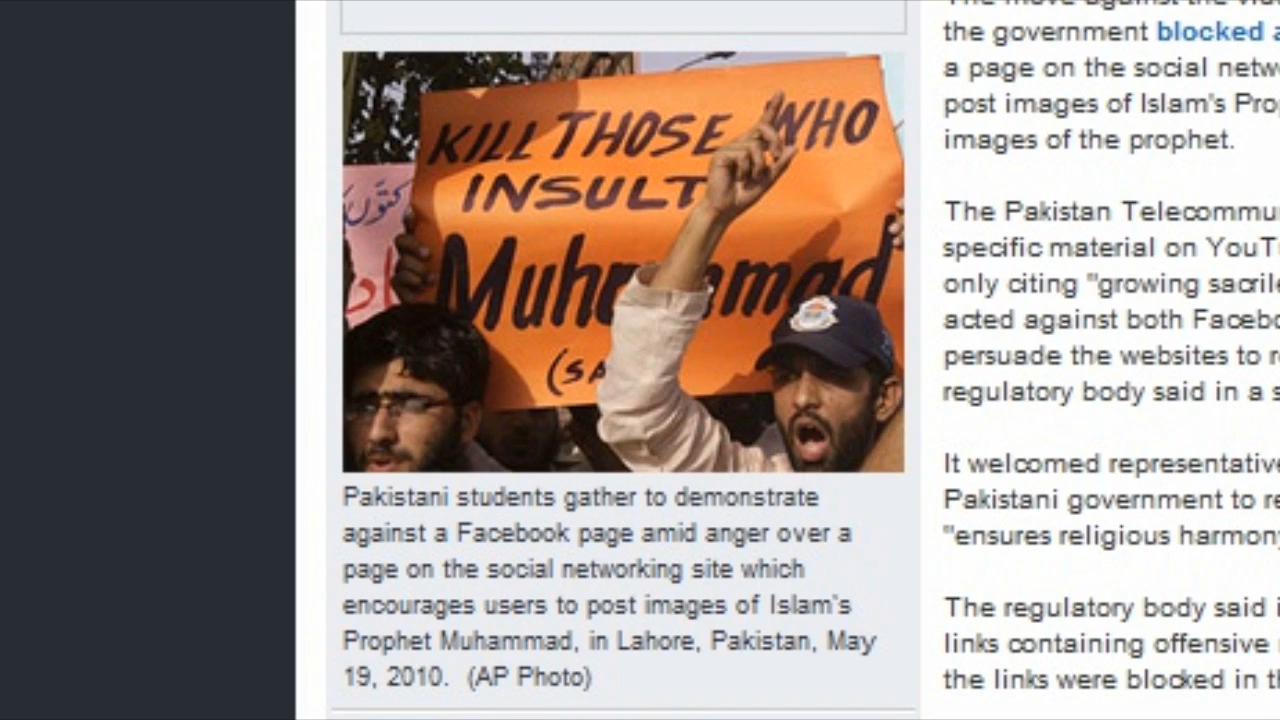 KILL THOSE WHO
INSULT
Muhammad
(SA
Pakistani students gather to demonstrate
against a Facebook page amid anger over a
page on the social networking site which
encourages users to post images of Islam's
Prophet Muhammad, in Lahore, Pakistan, May
19, 2010. (AP Photo)
the government blocked a
a page on the social netw
post images of Islam's Pro
images of the prophet.
The Pakistan Telecommu
specific material on YouT
only citing "growing sacrile
acted against both Facebo
persuade the websites to r
regulatory body said in a s
It welcomed representative
Pakistani government to re
"ensures religious harmony
The regulatory body said
links containing offensive
the links were blocked in th